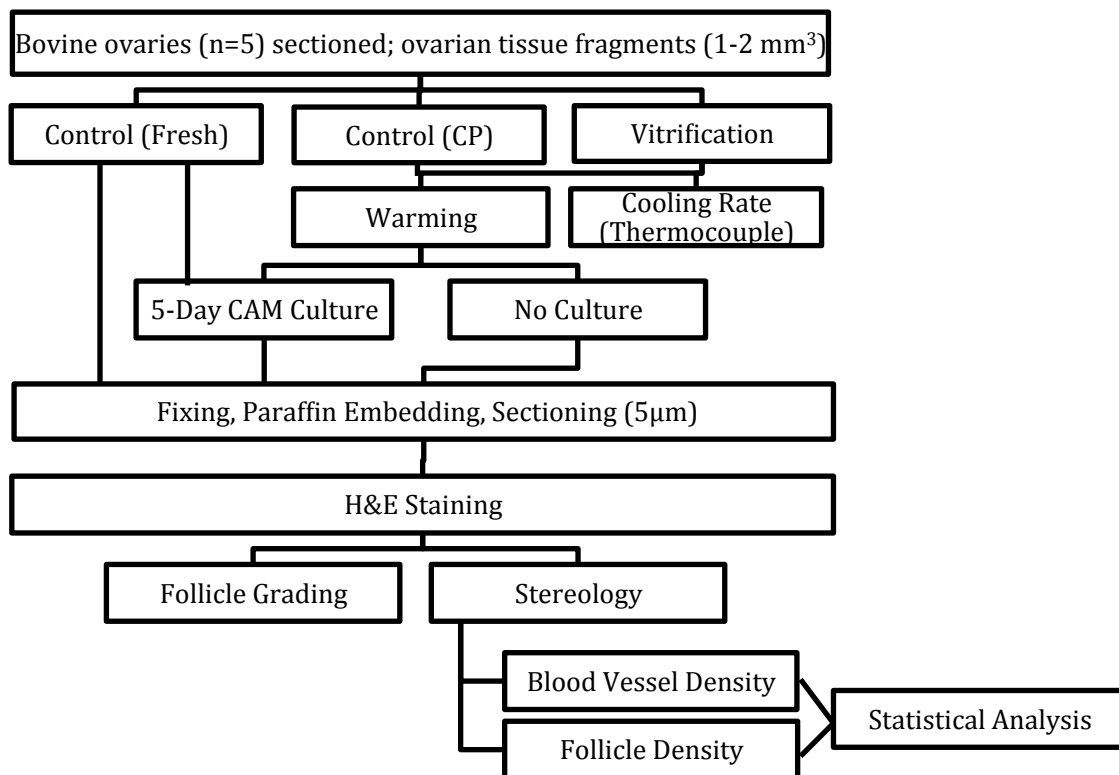 Bovine ovaries (n=5) sectioned; ovarian tissue fragments (1-2 mm³)
Control (Fresh)
Control (CP)
Vitrification
Warming
Cooling Rate
(Thermocouple)
5-Day CAM Culture
No Culture
Fixing, Paraffin Embedding, Sectioning (5µm)
H&E Staining
Follicle Grading
Stereology
Blood Vessel Density
Statistical Analysis
Follicle Density